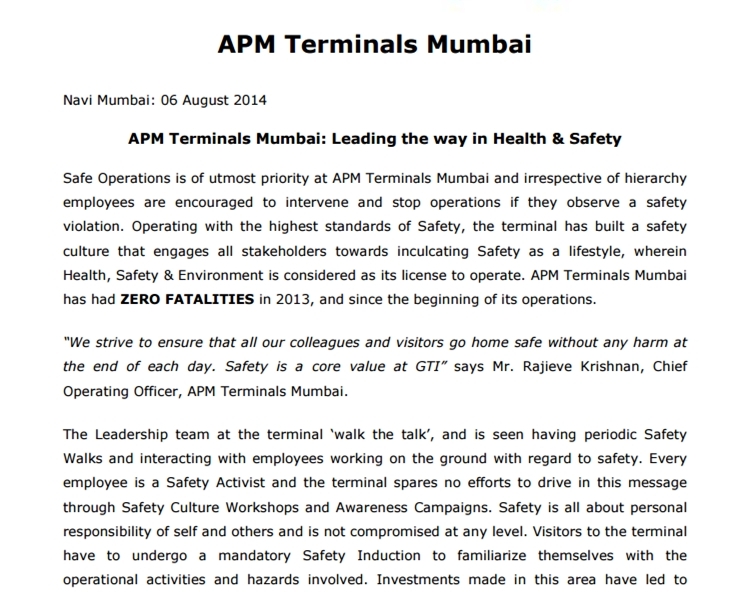 APM Terminals Mumbai
Navi Mumbai: 06 August 2014
APM Terminals Mumbai: Leading the way in Health & Safety
Safe Operations is of utmost priority at APM Terminals Mumbai and irrespective of hierarchy
employees are encouraged to intervene and stop operations if they observe a safety
violation. Operating with the highest standards of Safety, the terminal has built a safety
culture that engages all stakeholders towards inculcating Safety as a lifestyle, wherein
Health, Safety & Environment is considered as its license to operate. APM Terminals Mumbai
has had ZERO FATALITIES in 2013, and since the beginning of its operations.
“We strive to ensure that all our colleagues and visitors go home safe without any harm at
the end of each day. Safety is a core value at GTI” says Mr. Rajieve Krishnan, Chief
Operating Officer, APM Terminals Mumbai.
The Leadership team at the terminal ‘walk the talk’, and is seen having periodic Safety
Walks and interacting with employees working on the ground with regard to safety. Every
employee is a Safety Activist and the terminal spares no efforts to drive in this message
through Safety Culture Workshops and Awareness Campaigns. Safety is all about personal
responsibility of self and others and is not compromised at any level. Visitors to the terminal
have to undergo a mandatory Safety Induction to familiarize themselves with the
operational activities and hazards involved. Investments made in this area have led to